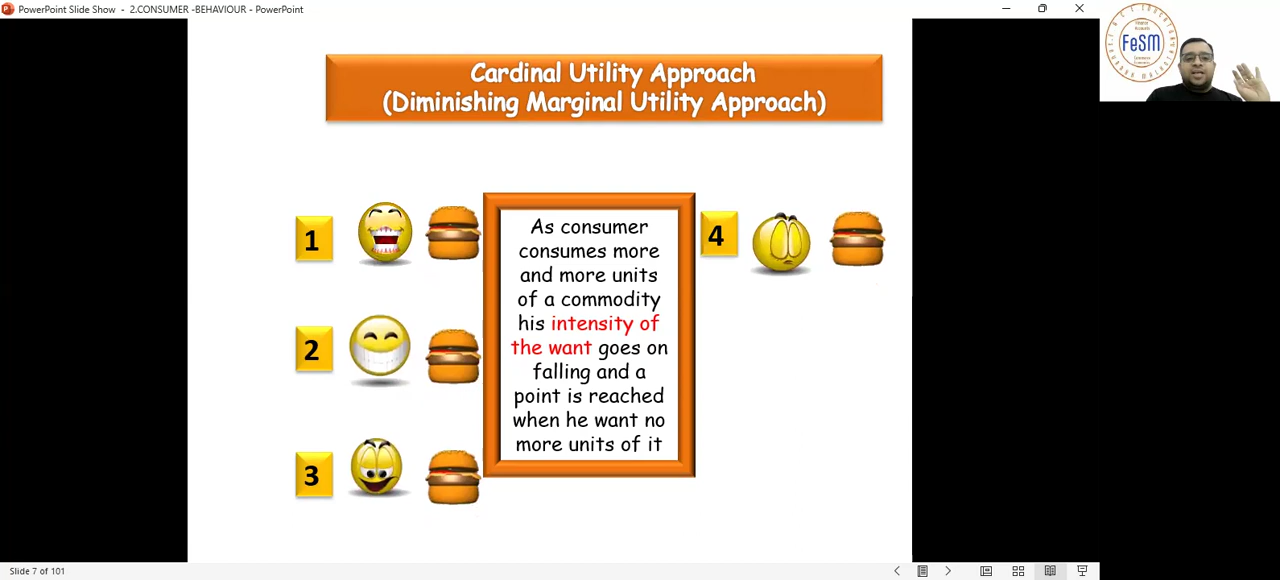 PowerPoint Slide Show - 2.CONSUMER -BEHAVIOUR - PowerPoint
FeSM
Cardinal Utility Approach
(Diminishing Marginal Utility Approach)
1
2
3
As consumer
consumes more
and more units
of a commodity
his intensity of
the want goes on
falling and a
point is reached
when he want no
more units of it
4
Slide 7 of 101